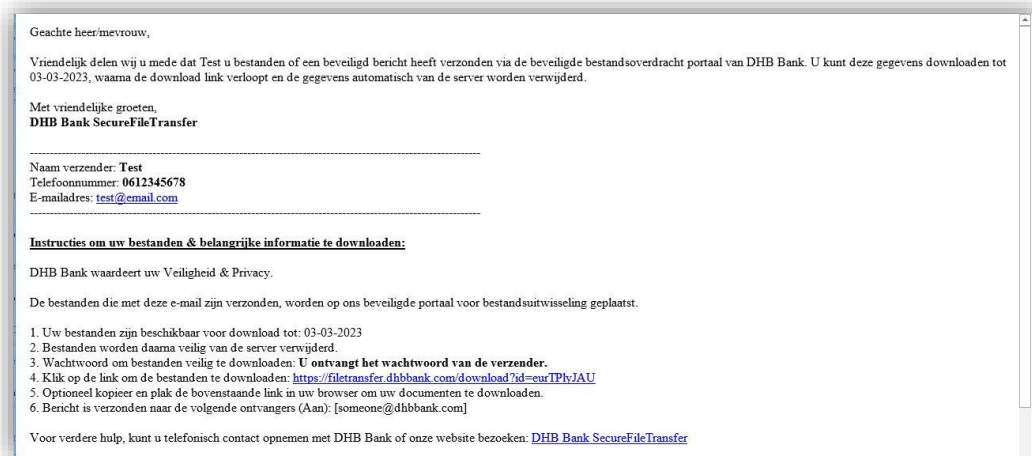 Geachte heer/mevrouw,
Vriendelijk delen wij u mede dat Test u bestanden of een beveiligd bericht heeft verzonden via de beveiligde bestandsoverdracht portaal van DHB Bank. U kunt deze gegevens downloaden tot
03-03-2023, waarna de download link verloopt en de gegevens automatisch van de server worden verwijderd.
Met vriendelijke groeten,
DHB Bank SecureFileTransfer
------------------------------------------------------------------------------------------------------------------
Naam verzender: Test
Telefoonnummer: 0612345678
E-mailadres: test@email.com
------------------------------------------------------------------------------------------------------------------
Instructies om uw bestanden & belangrijke informatie te downloaden:
DHB Bank waardeert uw Veiligheid & Privacy.
De bestanden die met deze e-mail zijn verzonden, worden op ons beveiligde portaal voor bestandsuitwisseling geplaatst.
1. Uw bestanden zijn beschikbaar voor download tot: 03-03-2023
2. Bestanden worden daarna veilig van de server verwijderd.
3. Wachtwoord om bestanden veilig te downloaden: U ontvangt het wachtwoord van de verzender.
4. Klik op de link om de bestanden te downloaden: https://filetransfer.dhbbank.com/download?id=eurTPlyJAU
5. Optioneel kopieer en plak de bovenstaande link in uw browser om uw documenten te downloaden.
6. Bericht is verzonden naar de volgende ontvangers (Aan): [someone@dhbbank.com]
Voor verdere hulp, kunt u telefonisch contact opnemen met DHB Bank of onze website bezoeken: DHB Bank SecureFileTransfer